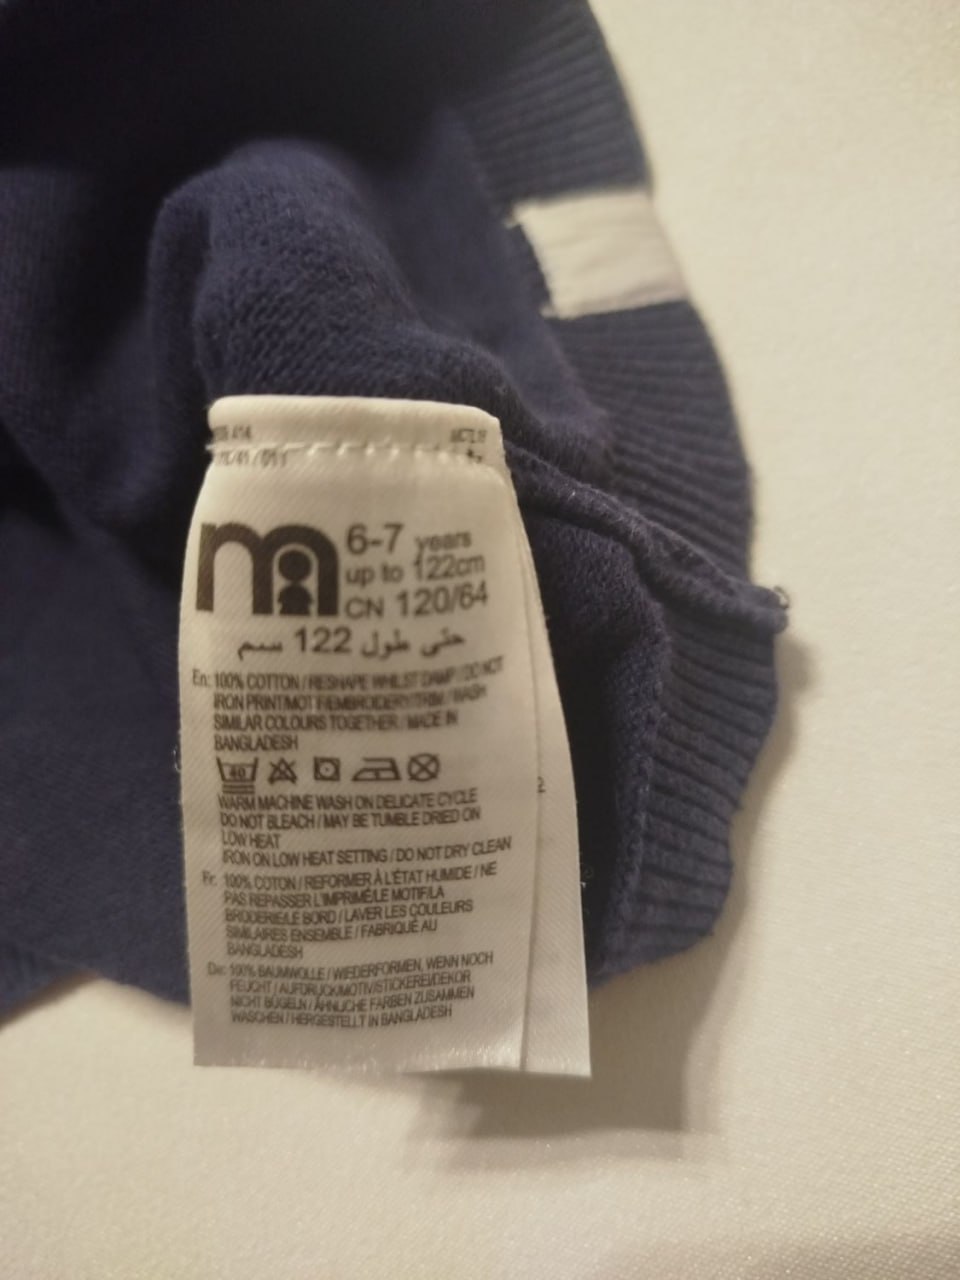 414
6-7 years
up to 122cm
CN 120/64
حتى طول 122 سم
En: 100% COTTON / RESHAPE WHILST DAMP / DO NOT
IRON PRINT/MOTIF/EMBROIDERY/TRIM / WASH
SIMILAR COLOURS TOGETHER / MADE IN
BANGLADESH
40
WARM MACHINE WASH ON DELICATE CYCLE
DO NOT BLEACH / MAY BE TUMBLE DRIED ON
LOW HEAT
IRON ON LOW HEAT SETTING / DO NOT DRY CLEAN
Fr: 100% COTON / REFORMER À L'ÉTAT HUMIDE / NE
PAS REPASSER L'IMPRIMÉ/LE MOTIF/LA
BRODERIE/LE BORD / LAVER LES COULEURS
SIMILAIRES ENSEMBLE / FABRIQUÉ AU
BANGLADESH
De: 100% BAUMWOLLE / WIEDERFORMEN, WENN NOCH
FEUCHT / AUFDRUCK/MOTIV/STICKEREI/DEKOR
NICHT BÜGELN / ÄHNLICHE FARBEN ZUSAMMEN
WASCHEN / HERGESTELLT IN BANGLADESH